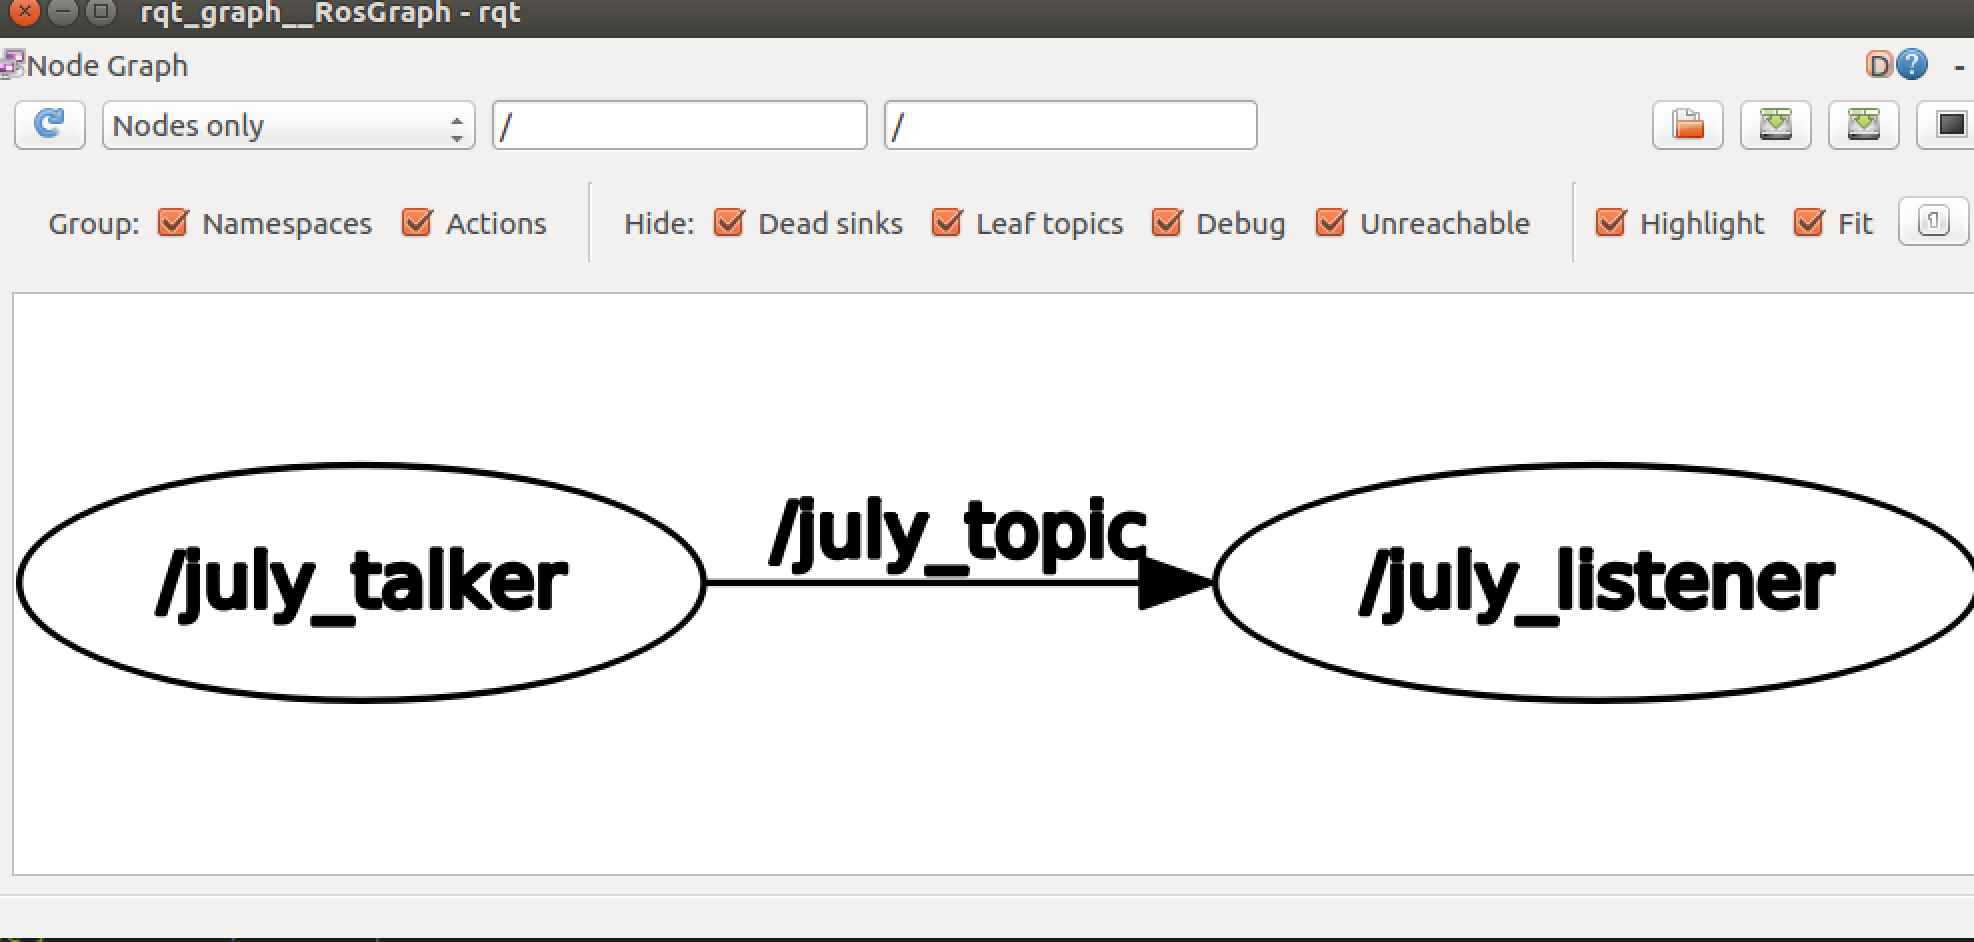 rqt_graph__RosGraph - rqt
Node Graph
D ? -
Nodes only / /
Group: Namespaces Actions Hide: Dead sinks Leaf topics Debug Unreachable Highlight Fit 1
/july_topic
/july_talker /july_listener